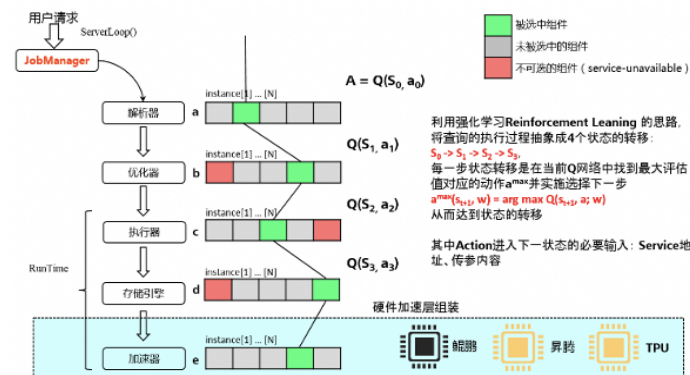 用户请求
ServerLoop()
JobManager
被选中组件
未被选中的组件
不可选的组件（service-unavailable）
A = Q(S0, a0)
instance[1] ... [N]
解析器
a
Q(S1, a1)
instance[1] ... [N]
优化器
b
Q(S2, a2)
instance[1] ... [N]
执行器
c
Q(S3, a3)
RunTime
instance[1] ... [N]
存储引擎
d
利用强化学习Reinforcement Leaning 的思路,
将查询的执行过程抽象成4个状态的转移：
S0 -> S1 -> S2 -> S3,
每一步状态转移是在当前Q网络中找到最大评估
值对应的动作amax并实施选择下一步
amax(st+1, w) = arg max Q(st+1, a; w)
从而达到状态的转移
其中Action进入下一状态的必要输入：Service地
址、传参内容
硬件加速层组装
instance[1] ... [N]
加速器
e
鲲鹏
昇腾
TPU